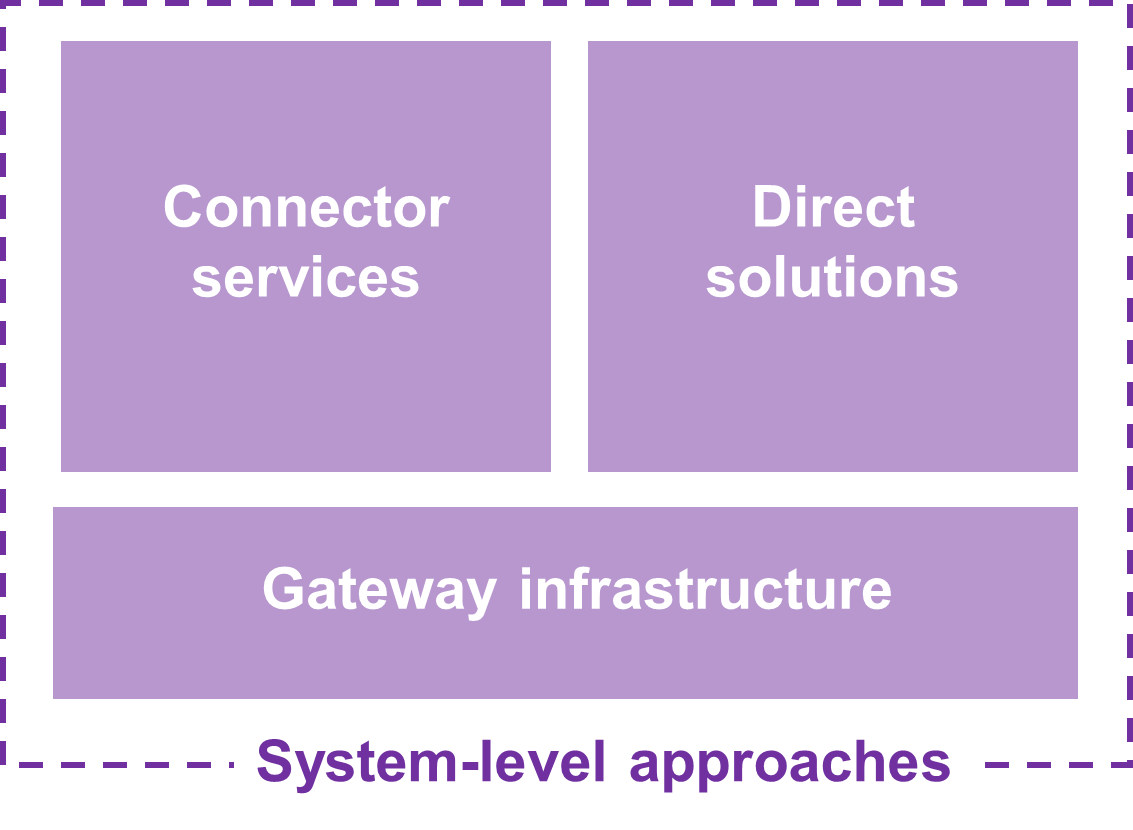 Connector
services
Direct
solutions
Gateway infrastructure
System-level approaches